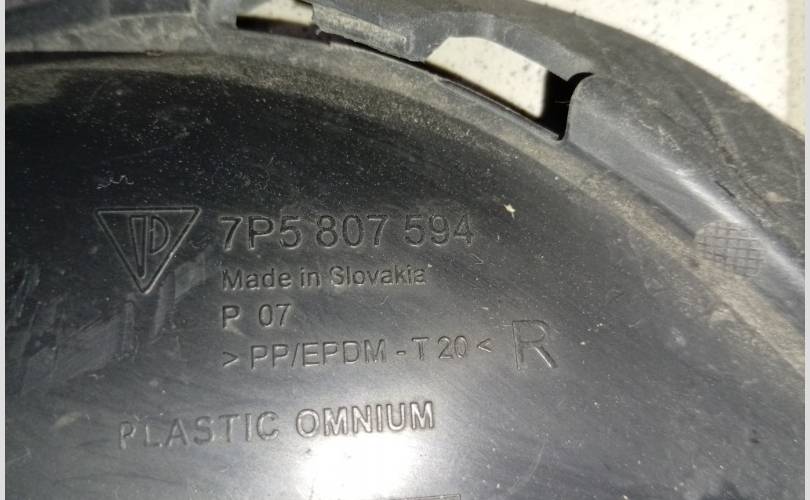 7P5 807 594
Made in Slovakia
P 07
> PP/EPDM - T 20 < R
PLASTIC OMNIUM